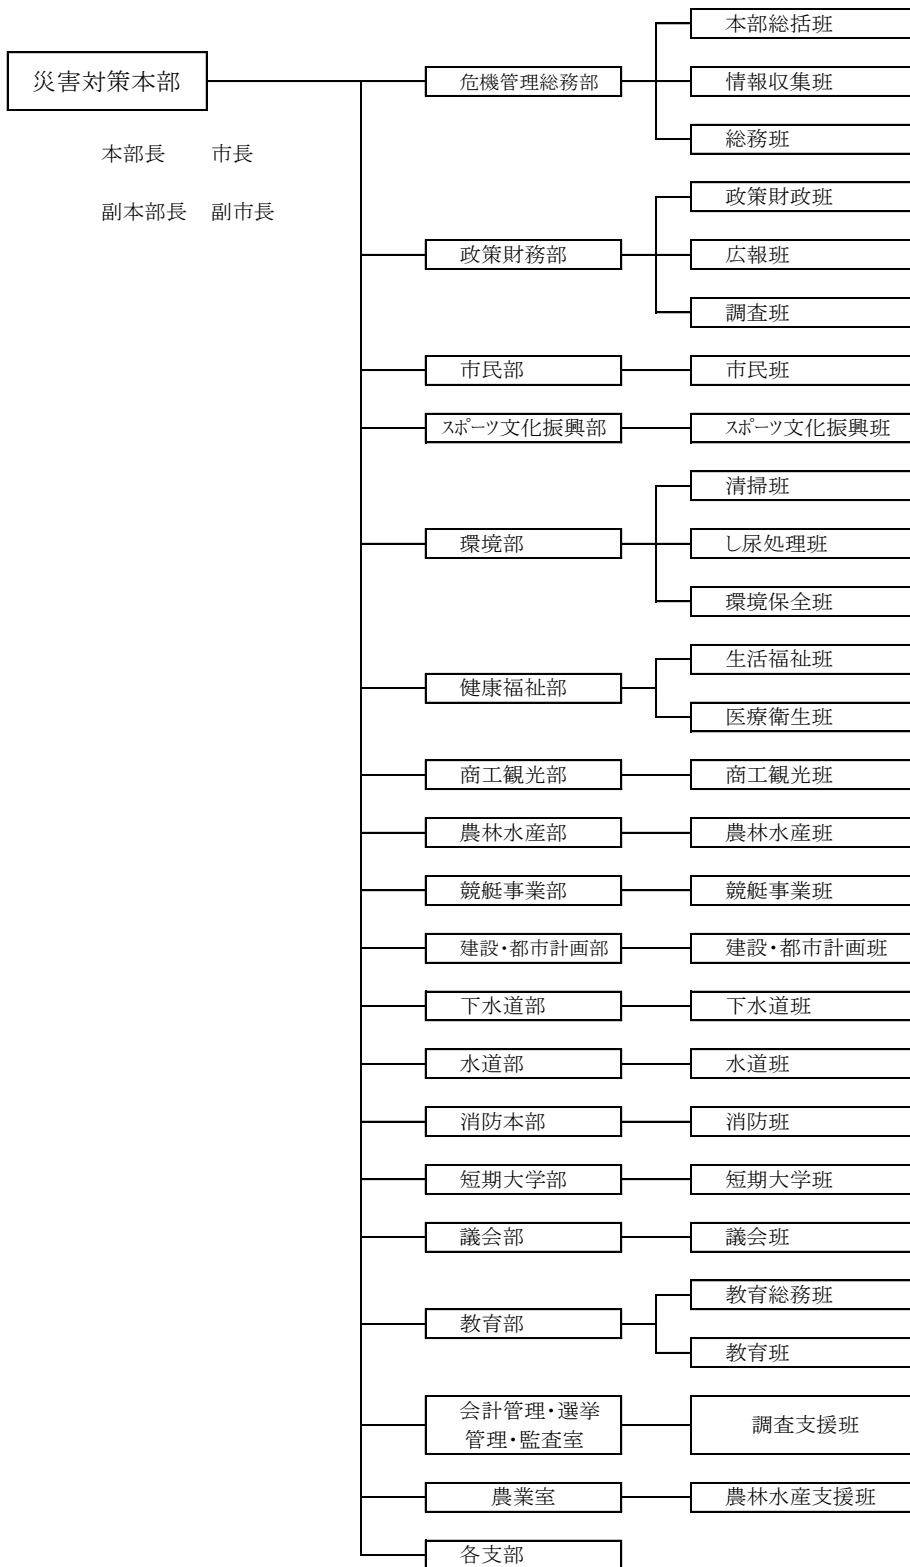 災害対策本部
本部長 市長
副本部長 副市長
危機管理総務部
本部総括班
情報収集班
総務班
政策財務部
政策財政班
広報班
調査班
市民部
市民班
スポーツ文化振興部
スポーツ文化振興班
環境部
清掃班
し尿処理班
環境保全班
健康福祉部
生活福祉班
医療衛生班
商工観光部
商工観光班
農林水産部
農林水産班
競艇事業部
競艇事業班
建設・都市計画部
建設・都市計画班
下水道部
下水道班
水道部
水道班
消防本部
消防班
短期大学部
短期大学班
議会部
議会班
教育部
教育総務班
教育班
会計管理・選挙
管理・監査室
調査支援班
農業室
農林水産支援班
各支部